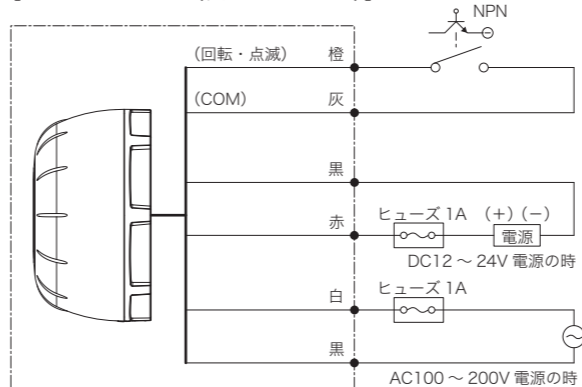 NPN
(回転・点滅) 橙
(COM) 灰
黒
赤 ヒューズ 1A (+) (−)
電源
DC12 ~ 24V 電源の時
白 ヒューズ 1A
黒
AC100 ~ 200V 電源の時